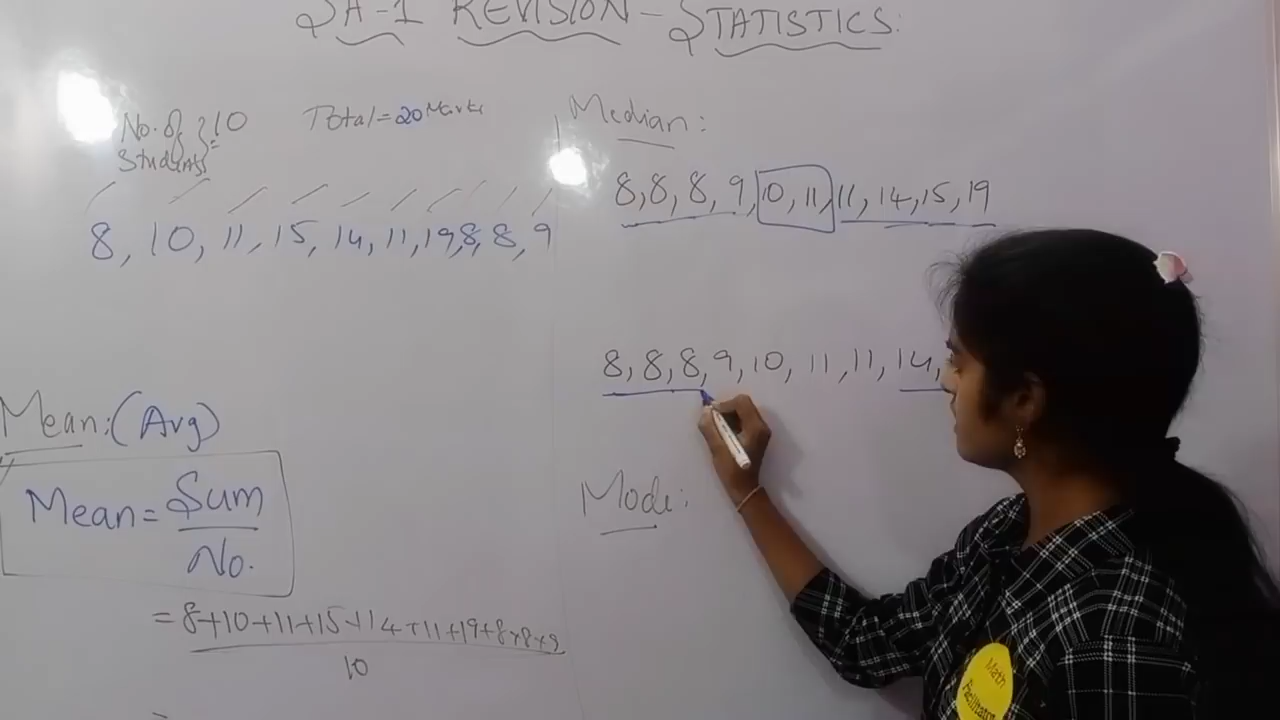 SA-1 REVISION - STATISTICS:
No. of Students } = 10
Total = 20 Marks
8, 10, 11, 15, 14, 11, 19, 8, 8, 9
Mean: (Avg)
Mean = Sum
No.
= 8+10+11+15+14+11+19+8+8+9
10
=
Median:
8, 8, 8, 9, 10, 11, 11, 14, 15, 19
8, 8, 8, 9, 10, 11, 11, 14,
Mode:
Math
Facilitator